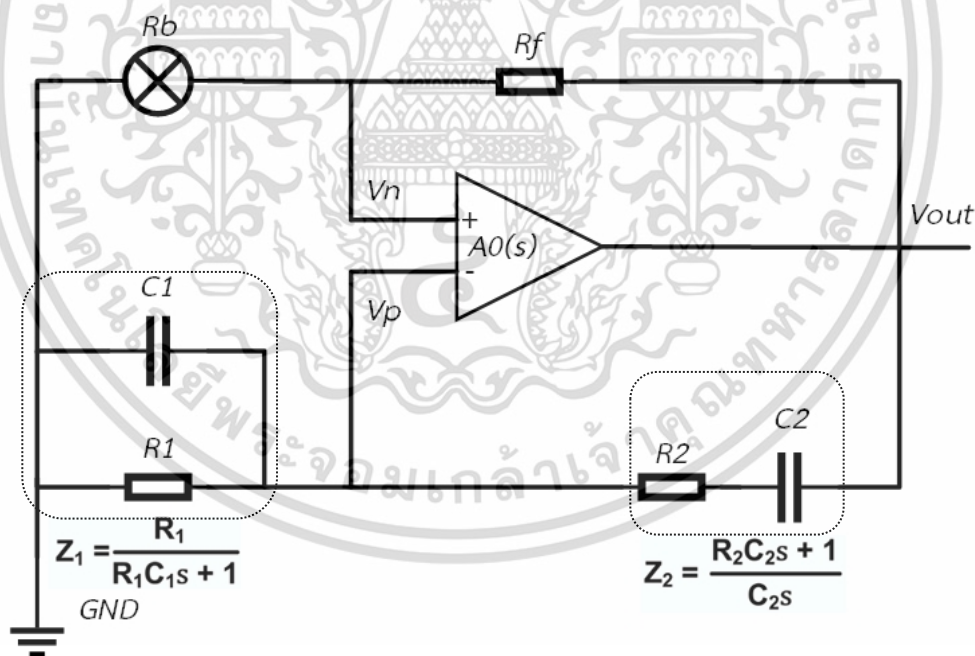 Rb
Rf
Vn
+
A0(s)
-
Vp
Vout
C1
R1
R2
C2
Z₁ = R₁ / R₁C₁s + 1
Z₂ = R₂C₂s + 1 / C₂s
GND